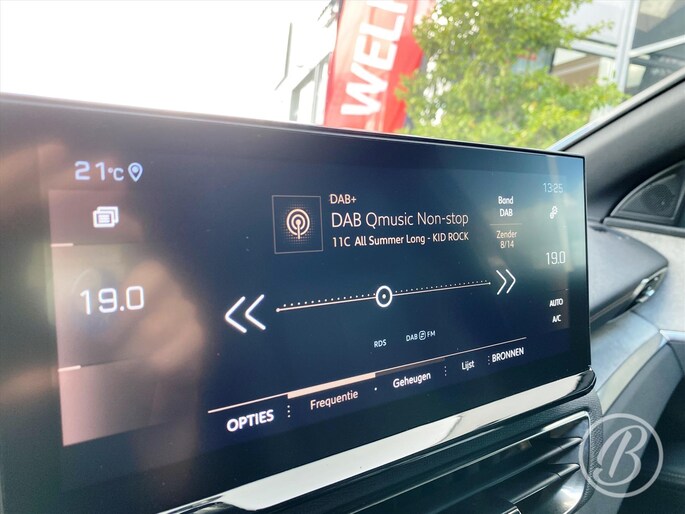 WELK
21°C
13:25
DAB+
DAB Qmusic Non-stop
11C All Summer Long - KID ROCK
Band
DAB
Zender
8/14
19.0
19.0
AUTO
A/C
RDS
DAB FM
OPTIES
Frequentie
Geheugen
Lijst
BRONNEN
B